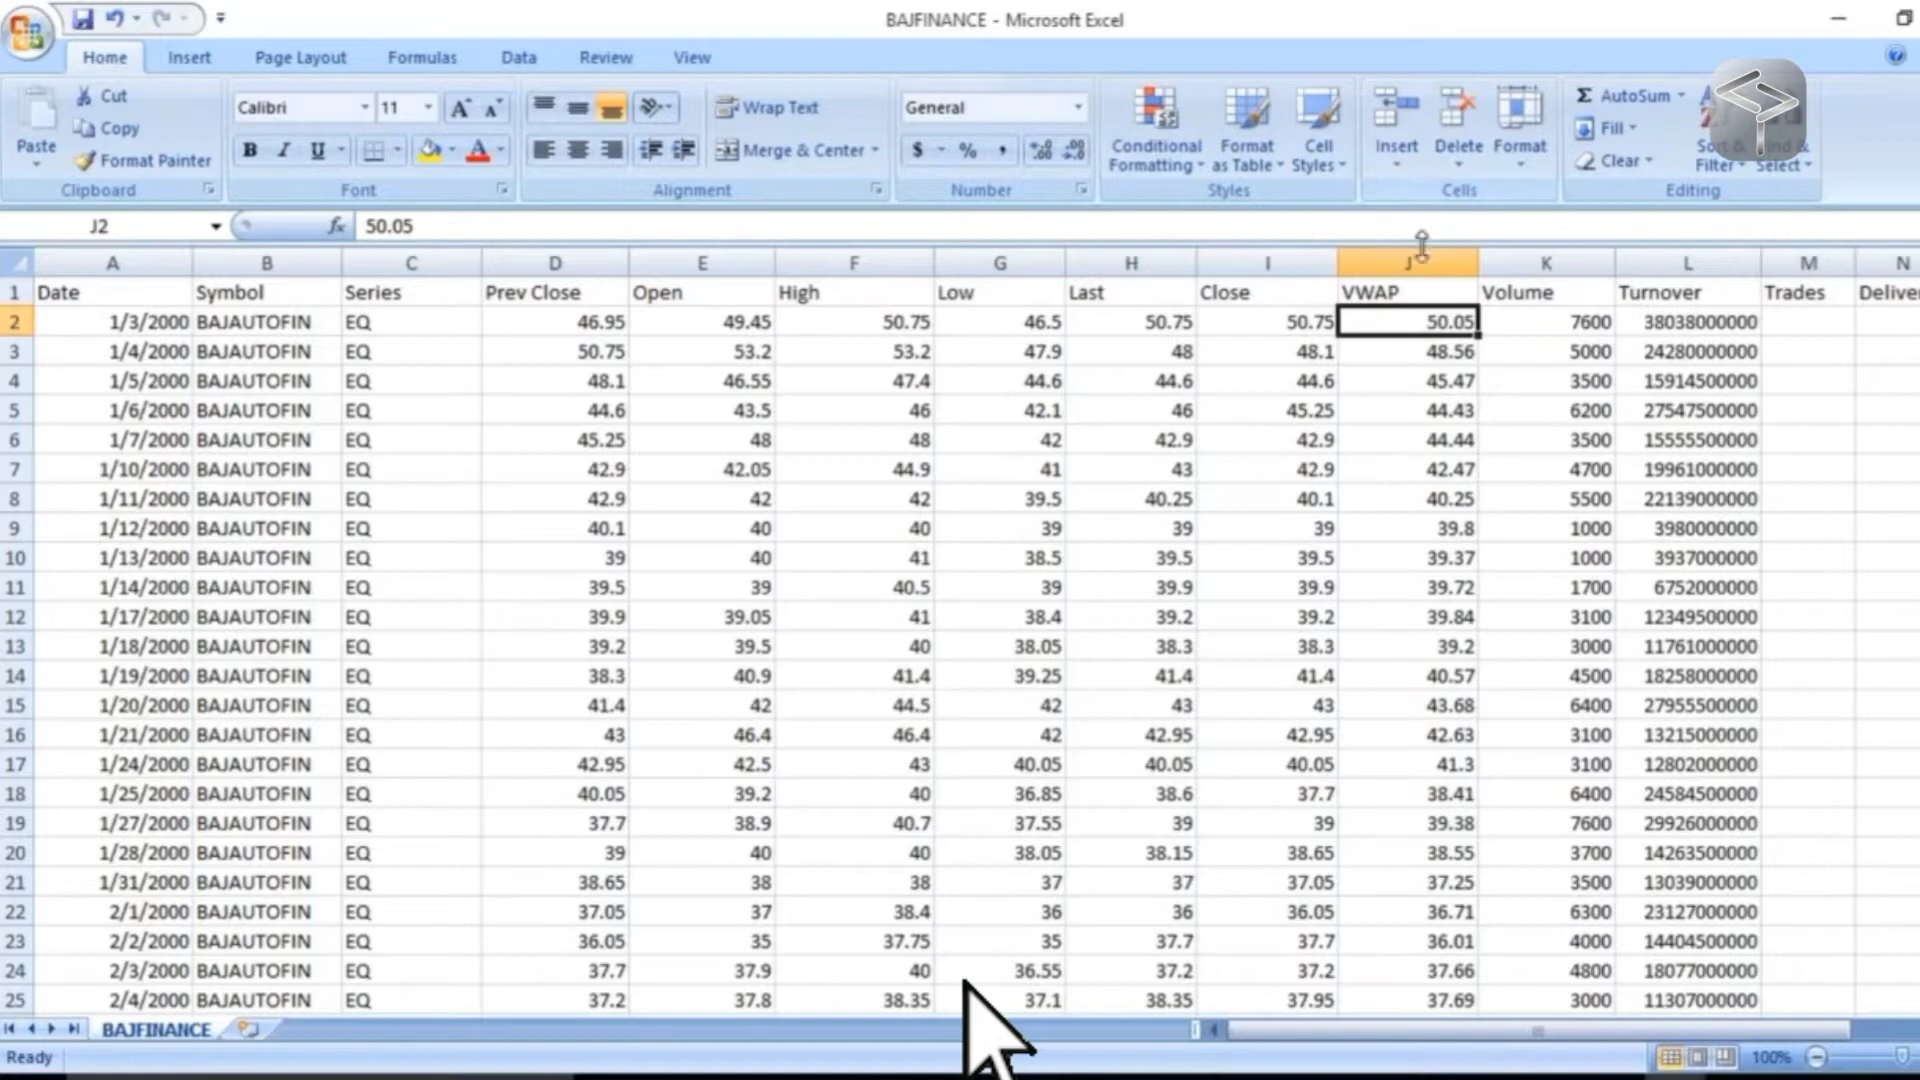 BAJFINANCE - Microsoft Excel
Home Insert Page Layout Formulas Data Review View
Paste Cut Copy Format Painter Clipboard
Calibri 11 B I U Font
Wrap Text Merge & Center Alignment
General $ % , Number
Conditional Formatting Format as Table Cell Styles Styles
Insert Delete Format Cells
Σ AutoSum Fill Clear Filter Select Editing
J2 fx 50.05
A B C D E F G H I J K L M N
1 Date Symbol Series Prev Close Open High Low Last Close VWAP Volume Turnover Trades Deliver
2 1/3/2000 BAJAUTOFIN EQ 46.95 49.45 50.75 46.5 50.75 50.75 50.05 7600 38038000000
3 1/4/2000 BAJAUTOFIN EQ 50.75 53.2 53.2 47.9 48 48.1 48.56 5000 24280000000
4 1/5/2000 BAJAUTOFIN EQ 48.1 46.55 47.4 44.6 44.6 44.6 45.47 3500 15914500000
5 1/6/2000 BAJAUTOFIN EQ 44.6 43.5 46 42.1 46 45.25 44.43 6200 27547500000
6 1/7/2000 BAJAUTOFIN EQ 45.25 48 48 42 42.9 42.9 44.44 3500 15555500000
7 1/10/2000 BAJAUTOFIN EQ 42.9 42.05 44.9 41 43 42.9 42.47 4700 19961000000
8 1/11/2000 BAJAUTOFIN EQ 42.9 42 42 39.5 40.25 40.1 40.25 5500 22139000000
9 1/12/2000 BAJAUTOFIN EQ 40.1 40 40 39 39 39 39.8 1000 3980000000
10 1/13/2000 BAJAUTOFIN EQ 39 40 41 38.5 39.5 39.5 39.37 1000 3937000000
11 1/14/2000 BAJAUTOFIN EQ 39.5 39 40.5 39 39.9 39.9 39.72 1700 6752000000
12 1/17/2000 BAJAUTOFIN EQ 39.9 39.05 41 38.4 39.2 39.2 39.84 3100 12349500000
13 1/18/2000 BAJAUTOFIN EQ 39.2 39.5 40 38.05 38.3 38.3 39.2 3000 11761000000
14 1/19/2000 BAJAUTOFIN EQ 38.3 40.9 41.4 39.25 41.4 41.4 40.57 4500 18258000000
15 1/20/2000 BAJAUTOFIN EQ 41.4 42 44.5 42 43 43 43.68 6400 27955500000
16 1/21/2000 BAJAUTOFIN EQ 43 46.4 46.4 42 42.95 42.95 42.63 3100 13215000000
17 1/24/2000 BAJAUTOFIN EQ 42.95 42.5 43 40.05 40.05 40.05 41.3 3100 12802000000
18 1/25/2000 BAJAUTOFIN EQ 40.05 39.2 40 36.85 38.6 37.7 38.41 6400 24584500000
19 1/27/2000 BAJAUTOFIN EQ 37.7 38.9 40.7 37.55 39 39 39.38 7600 29926000000
20 1/28/2000 BAJAUTOFIN EQ 39 40 40 38.05 38.15 38.65 38.55 3700 14263500000
21 1/31/2000 BAJAUTOFIN EQ 38.65 38 38 37 37 37.05 37.25 3500 13039000000
22 2/1/2000 BAJAUTOFIN EQ 37.05 37 38.4 36 36 36.05 36.71 6300 23127000000
23 2/2/2000 BAJAUTOFIN EQ 36.05 35 37.75 35 37.7 37.7 36.01 4000 14404500000
24 2/3/2000 BAJAUTOFIN EQ 37.7 37.9 40 36.55 37.2 37.2 37.66 4800 18077000000
25 2/4/2000 BAJAUTOFIN EQ 37.2 37.8 38.35 37.1 38.35 37.95 37.69 3000 11307000000
BAJFINANCE
Ready 100%